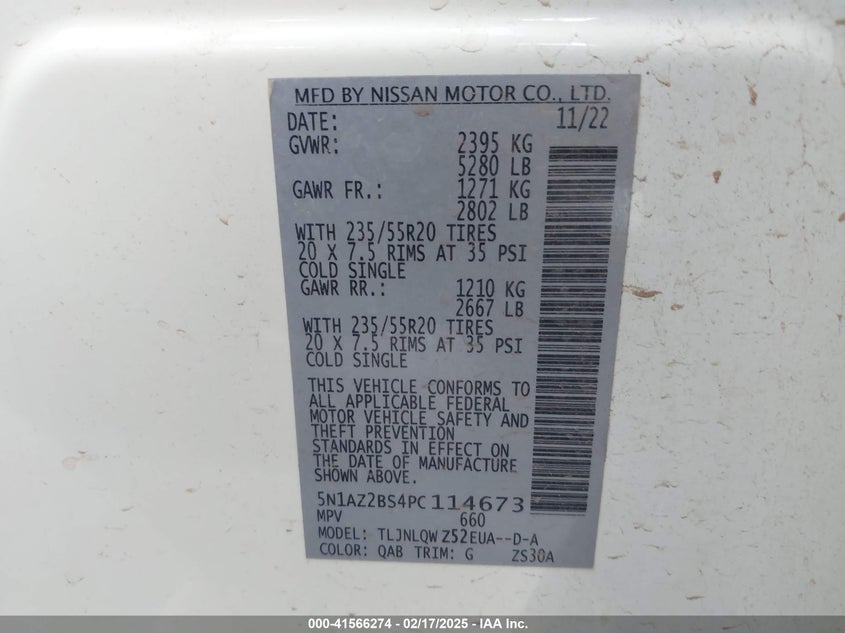 MFD BY NISSAN MOTOR CO., LTD.
DATE: 11/22
GVWR: 2395 KG
5280 LB
GAWR FR.: 1271 KG
2802 LB
WITH 235/55R20 TIRES
20 X 7.5 RIMS AT 35 PSI
COLD SINGLE
GAWR RR.: 1210 KG
2667 LB
WITH 235/55R20 TIRES
20 X 7.5 RIMS AT 35 PSI
COLD SINGLE
THIS VEHICLE CONFORMS TO
ALL APPLICABLE FEDERAL
MOTOR VEHICLE SAFETY AND
THEFT PREVENTION
STANDARDS IN EFFECT ON
THE DATE OF MANUFACTURE
SHOWN ABOVE.
5N1AZ2BS4PC114673
MPV 660
MODEL: TLJNLQW Z52EUA--D-A
COLOR: QAB TRIM: G ZS30A
000-41566274 - 02/17/2025 - IAA Inc.